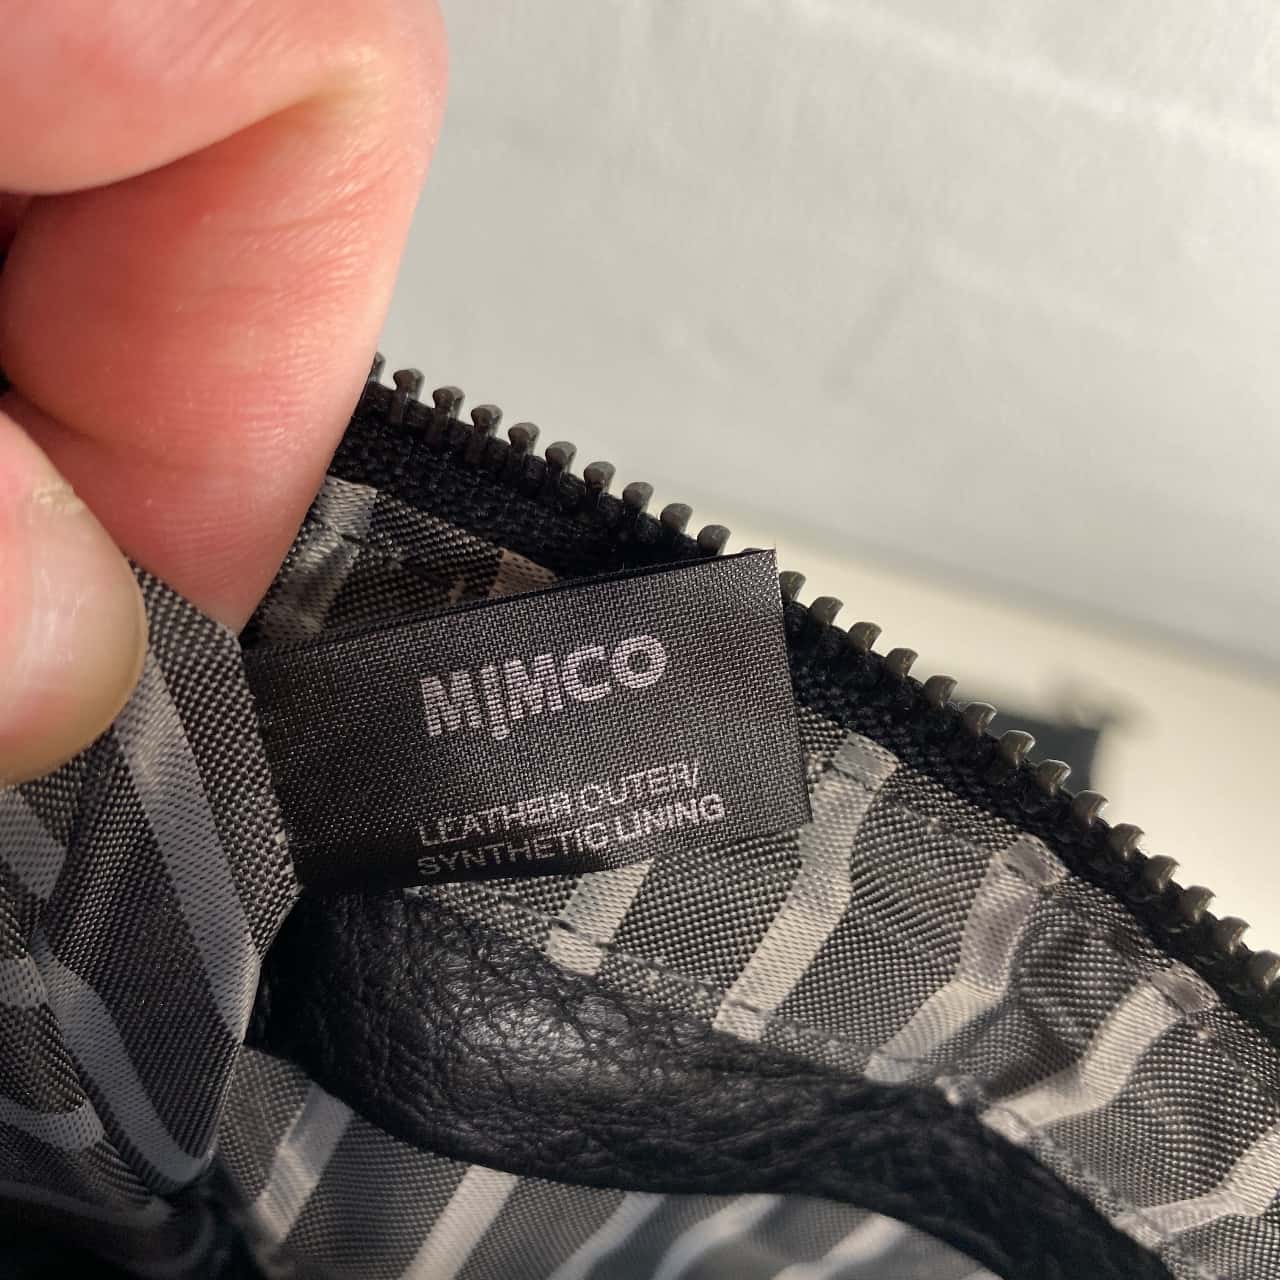 MIMCO
LEATHER OUTER/
SYNTHETIC LINING